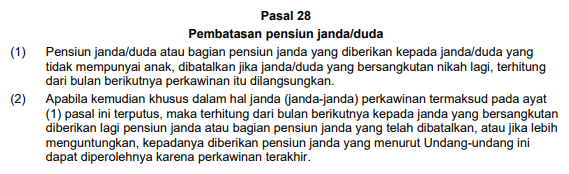 Pasal 28
Pembatasan pensiun janda/duda
(1) Pensiun janda/duda atau bagian pensiun janda yang diberikan kepada janda/duda yang
tidak mempunyai anak, dibatalkan jika janda/duda yang bersangkutan nikah lagi, terhitung
dari bulan berikutnya perkawinan itu dilangsungkan.
(2) Apabila kemudian khusus dalam hal janda (janda-janda) perkawinan termaksud pada ayat
(1) pasal ini terputus, maka terhitung dari bulan berikutnya kepada janda yang bersangkutan
diberikan lagi pensiun janda atau bagian pensiun janda yang telah dibatalkan, atau jika lebih
menguntungkan, kepadanya diberikan pensiun janda yang menurut Undang-undang ini
dapat diperolehnya karena perkawinan terakhir.